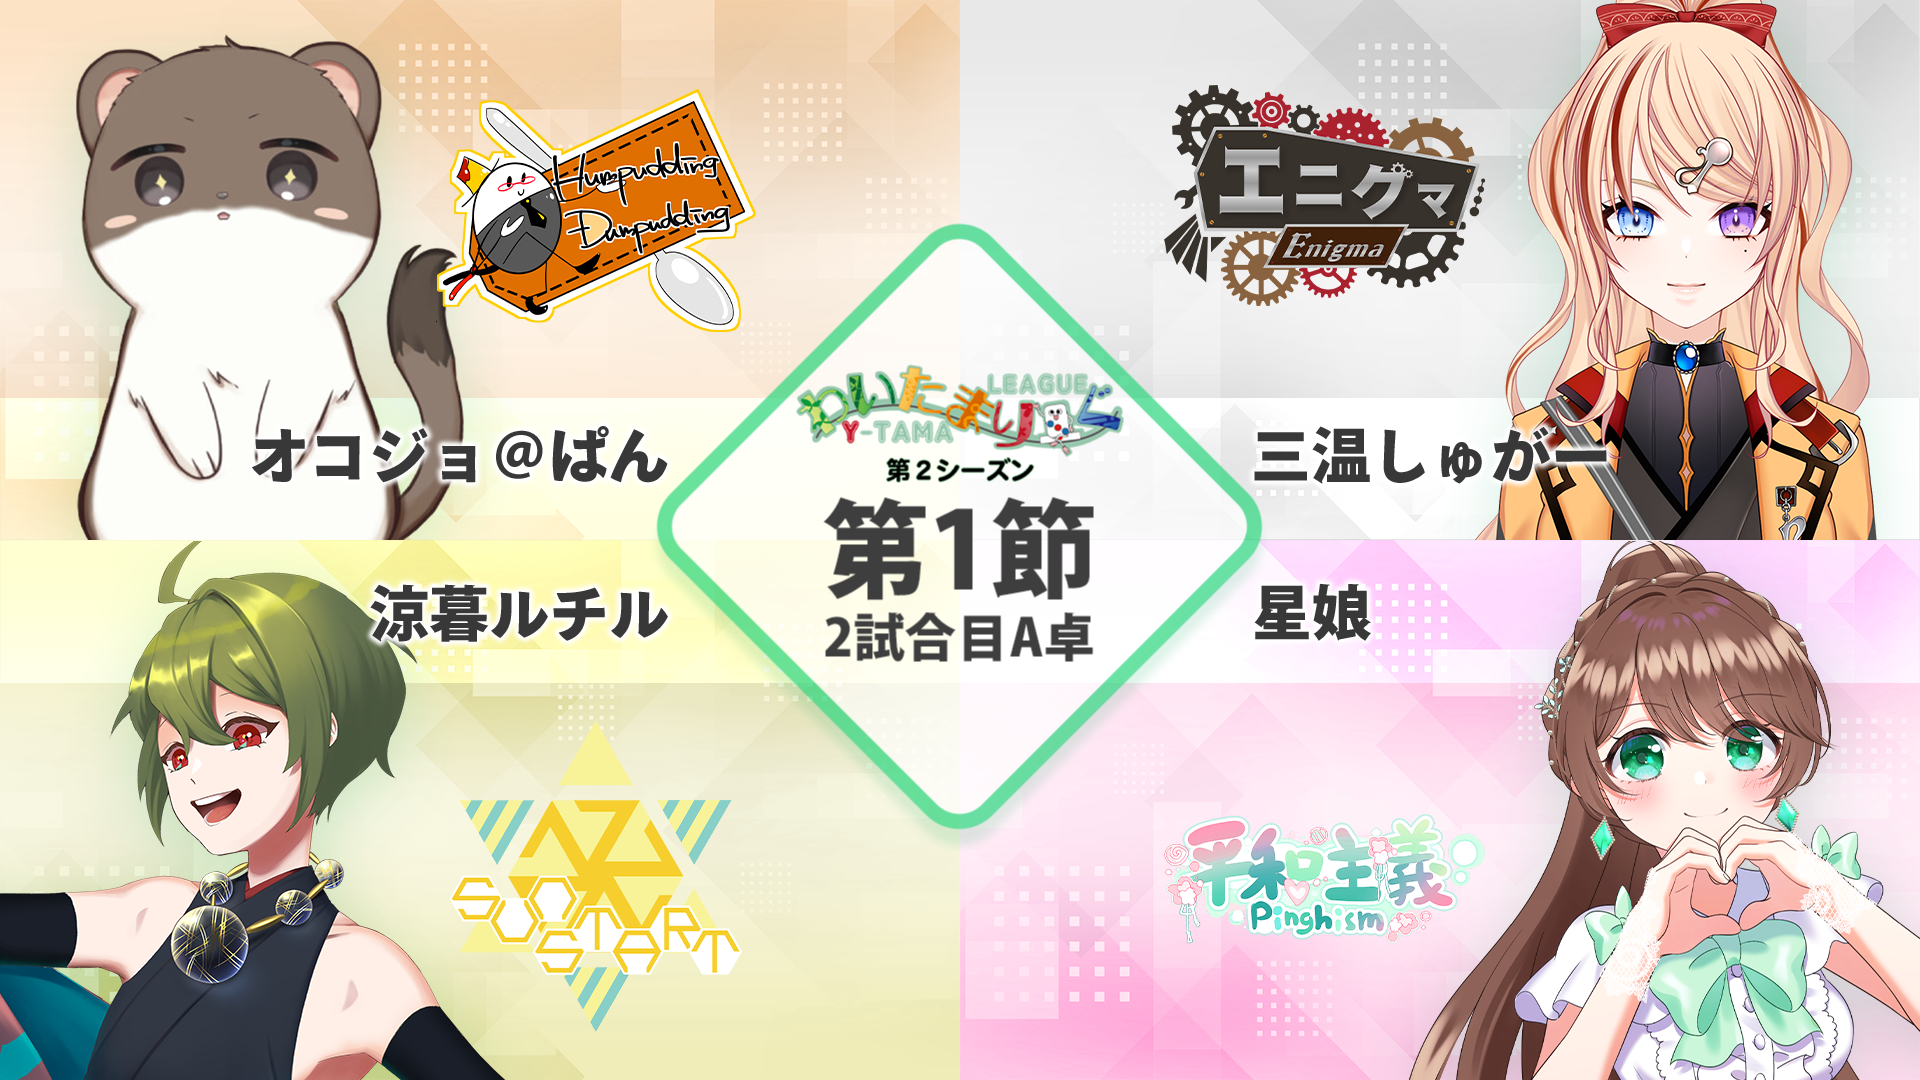 Humpudding
Dumpudding
エニグマ
Enigma
オコジョ@ぱん
三温しゅがー
わいたまりーぐ
LEAGUE
Y-TAMA
第2シーズン
第1節
2試合目A卓
涼暮ルチル
星娘
SUOSTART
平和主義
Pinghism